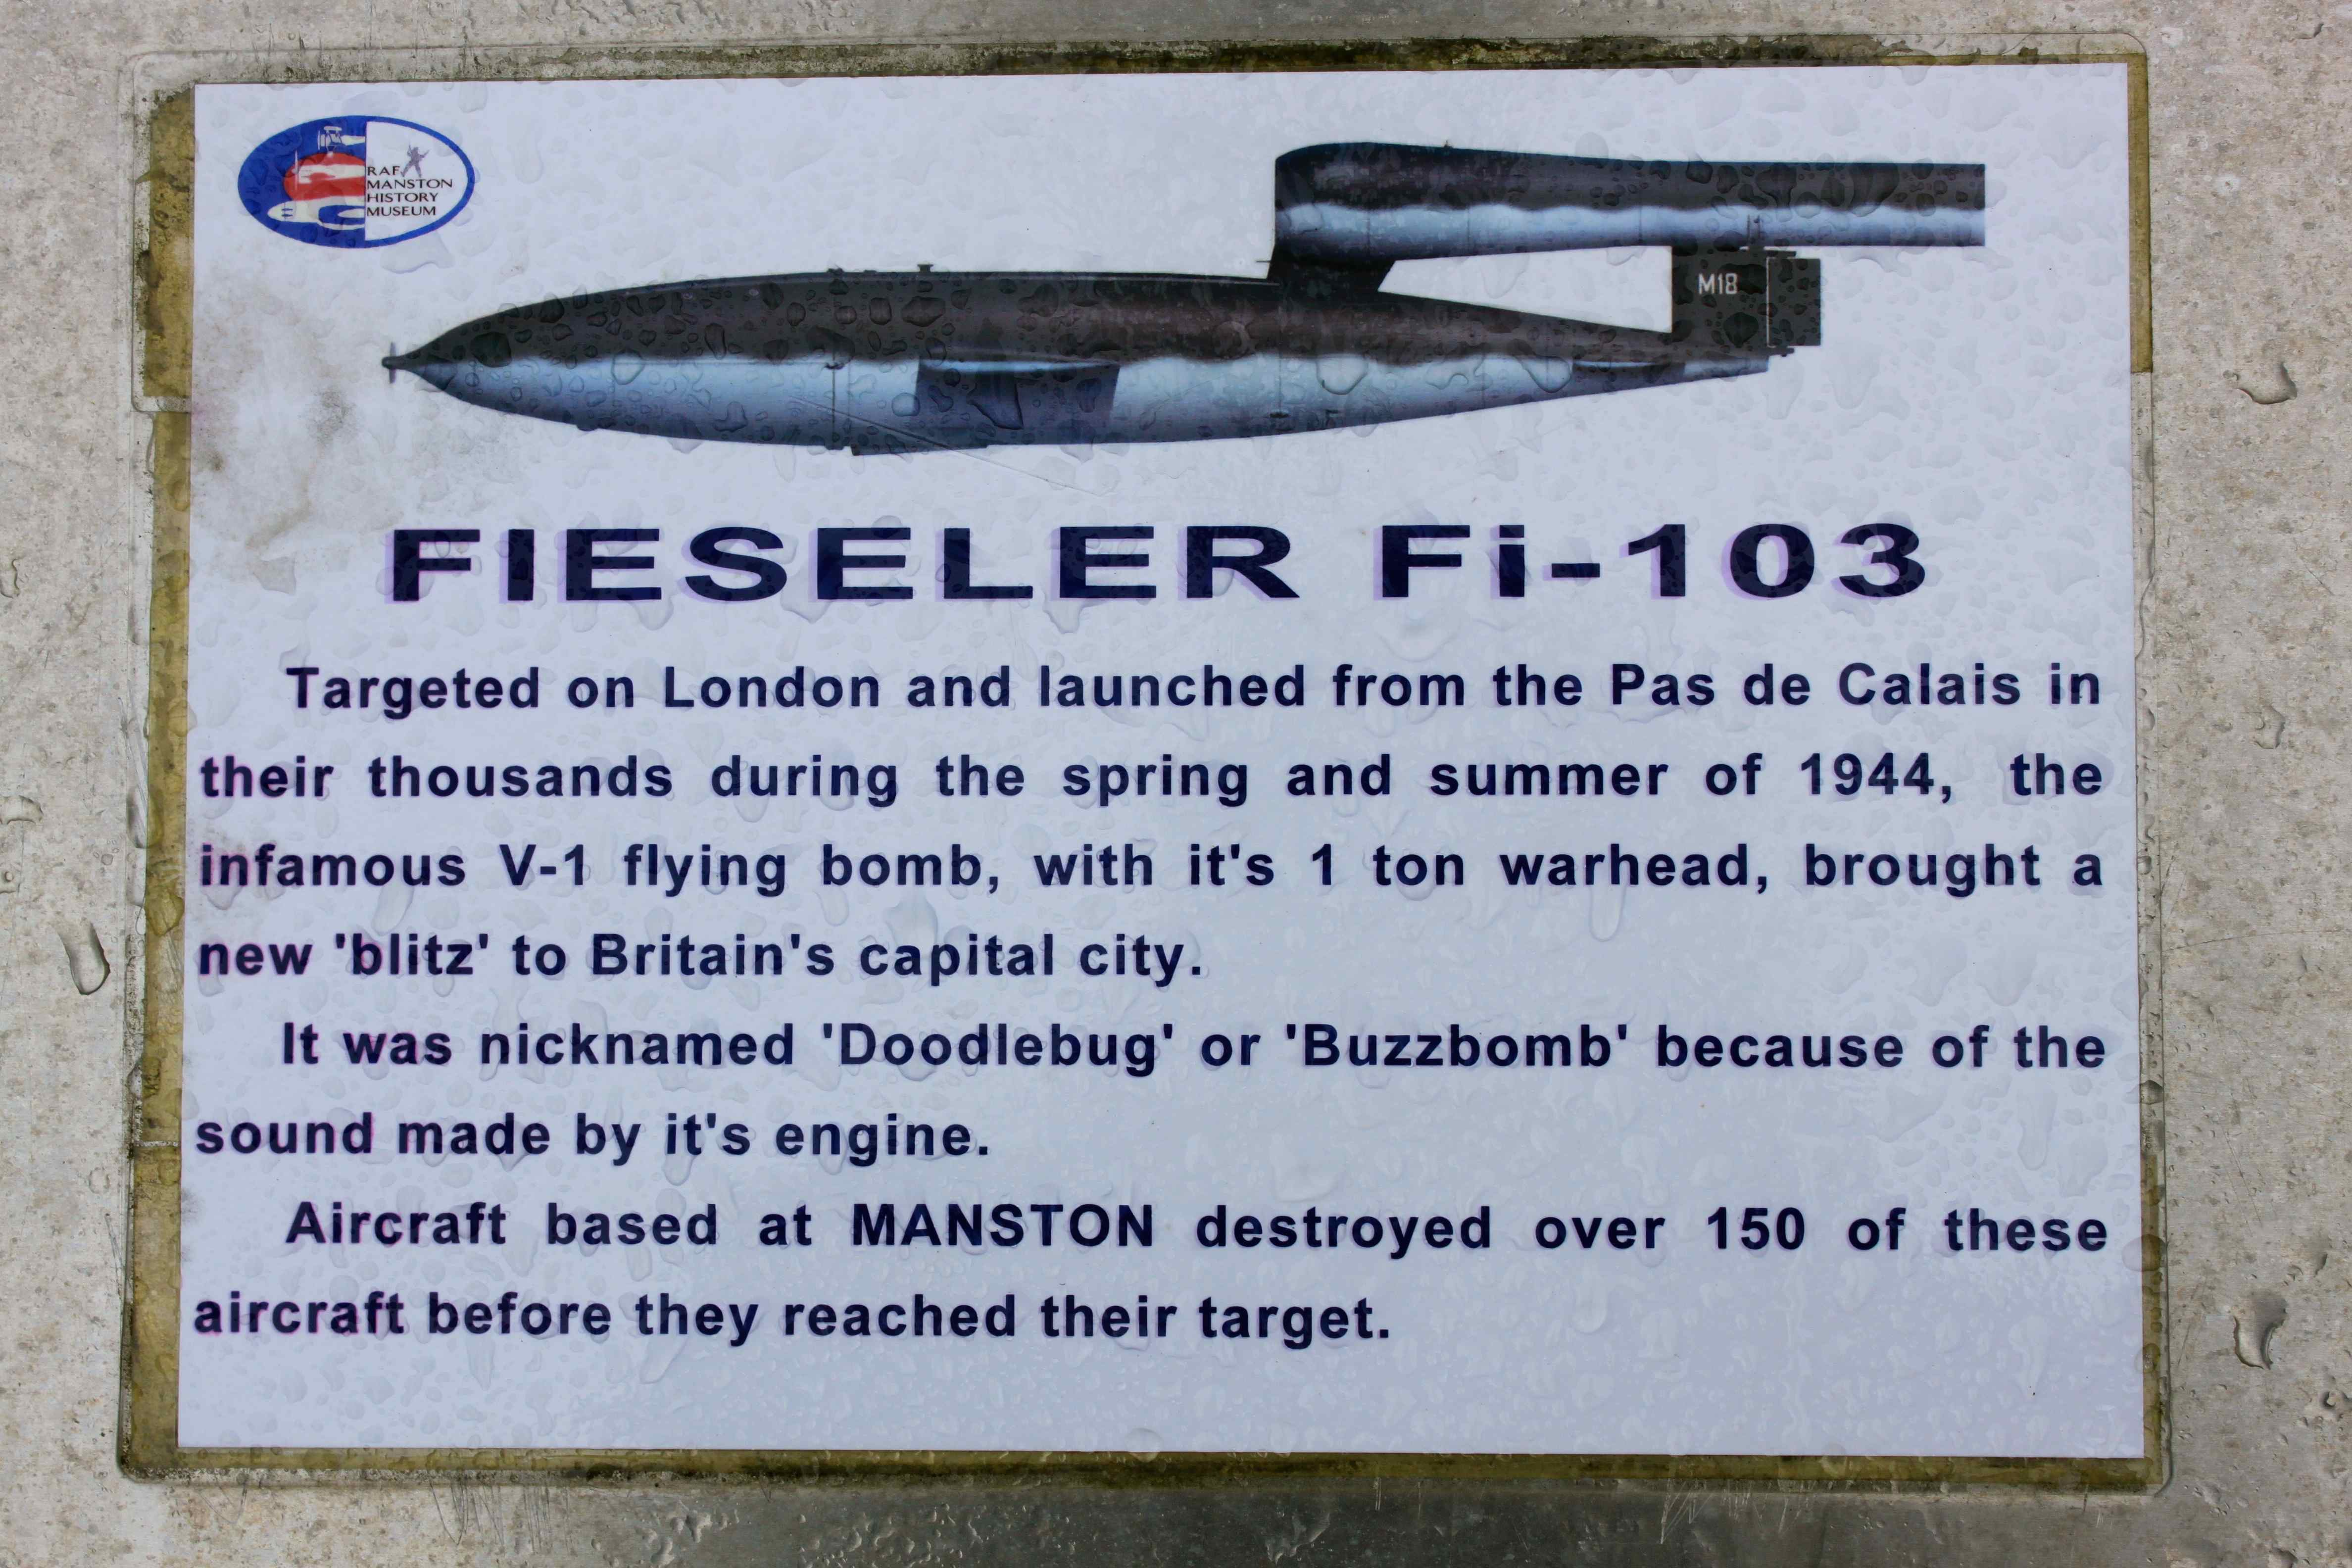 RAF
MANSTON
HISTORY
MUSEUM
M18
FIESELER Fi-103
Targeted on London and launched from the Pas de Calais in
their thousands during the spring and summer of 1944, the
infamous V-1 flying bomb, with it's 1 ton warhead, brought a
new 'blitz' to Britain's capital city.
It was nicknamed 'Doodlebug' or 'Buzzbomb' because of the
sound made by it's engine.
Aircraft based at MANSTON destroyed over 150 of these
aircraft before they reached their target.